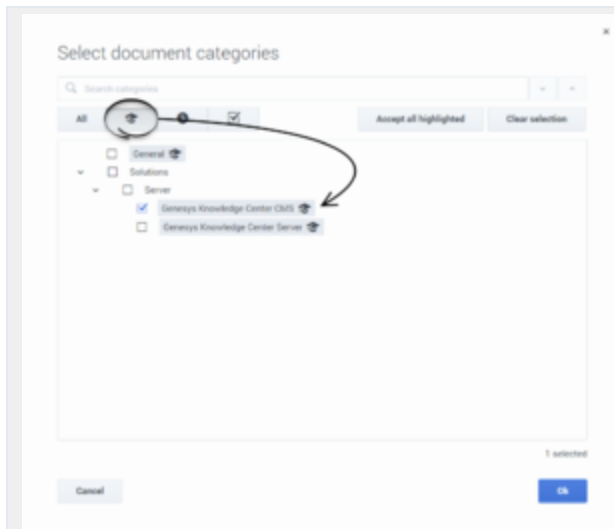 Select document categories
Search categories
All Accept all highlighted Clear selection
General
Solutions
Server
Genesys Knowledge Center CMS
Genesys Knowledge Center Server
1 selected
Cancel Ok